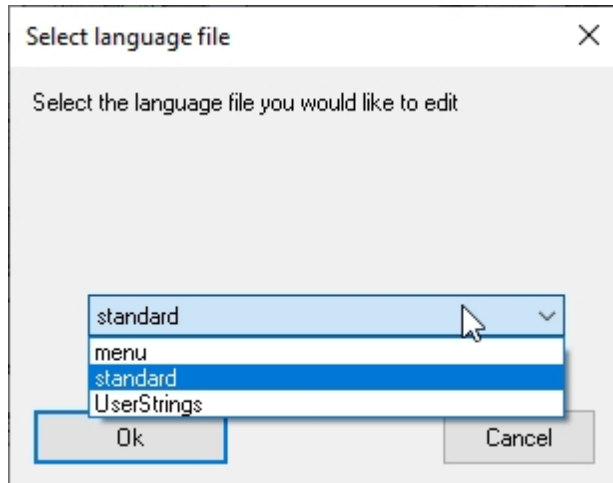 Select language file
Select the language file you would like to edit
standard
menu
standard
UserStrings
Ok
Cancel